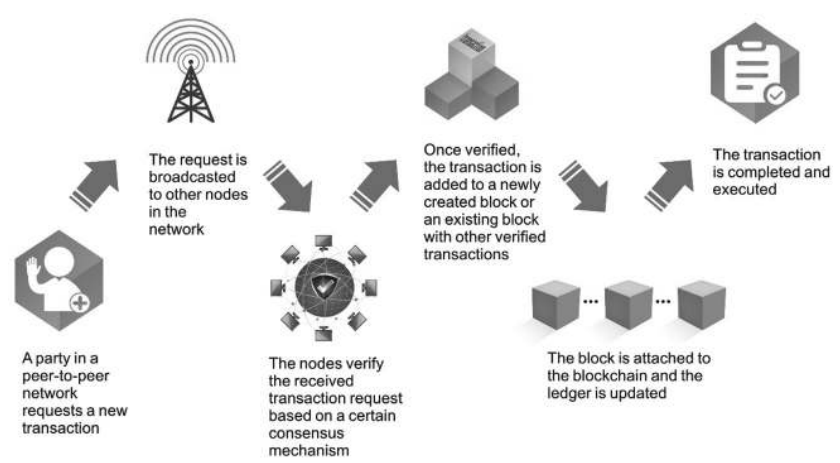 A party in a
peer-to-peer
network
requests a new
transaction
The request is
broadcasted
to other nodes
in the
network
The nodes verify
the received
transaction request
based on a certain
consensus
mechanism
Once verified,
the transaction is
added to a newly
created block or
an existing block
with other verified
transactions
The block is attached to
the blockchain and the
ledger is updated
The transaction
is completed and
executed